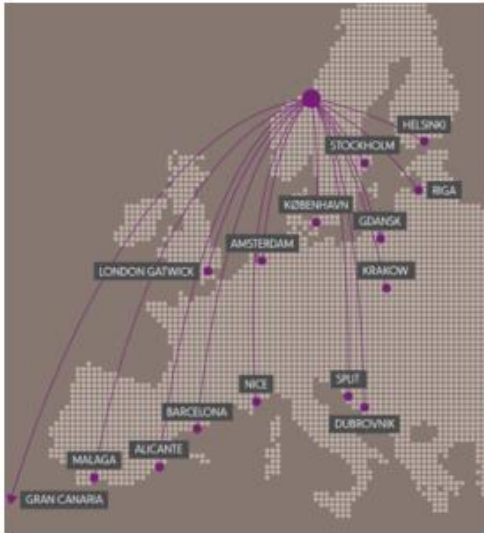 HELSINKI
STOCKHOLM
RIGA
KØBENHAVN
GDANSK
AMSTERDAM
LONDON GATWICK
KRAKOW
SPLIT
NICE
BARCELONA
DUBROVNIK
ALICANTE
MALAGA
GRAN CANARIA